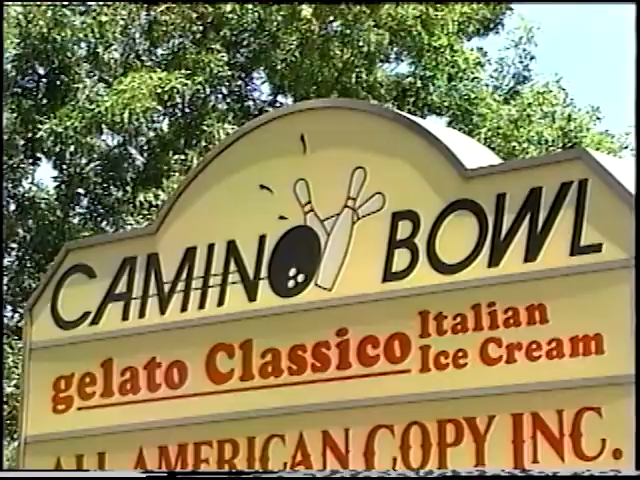 CAMINO BOWL
gelato Classico Italian
Ice Cream
ALL AMERICAN COPY INC.